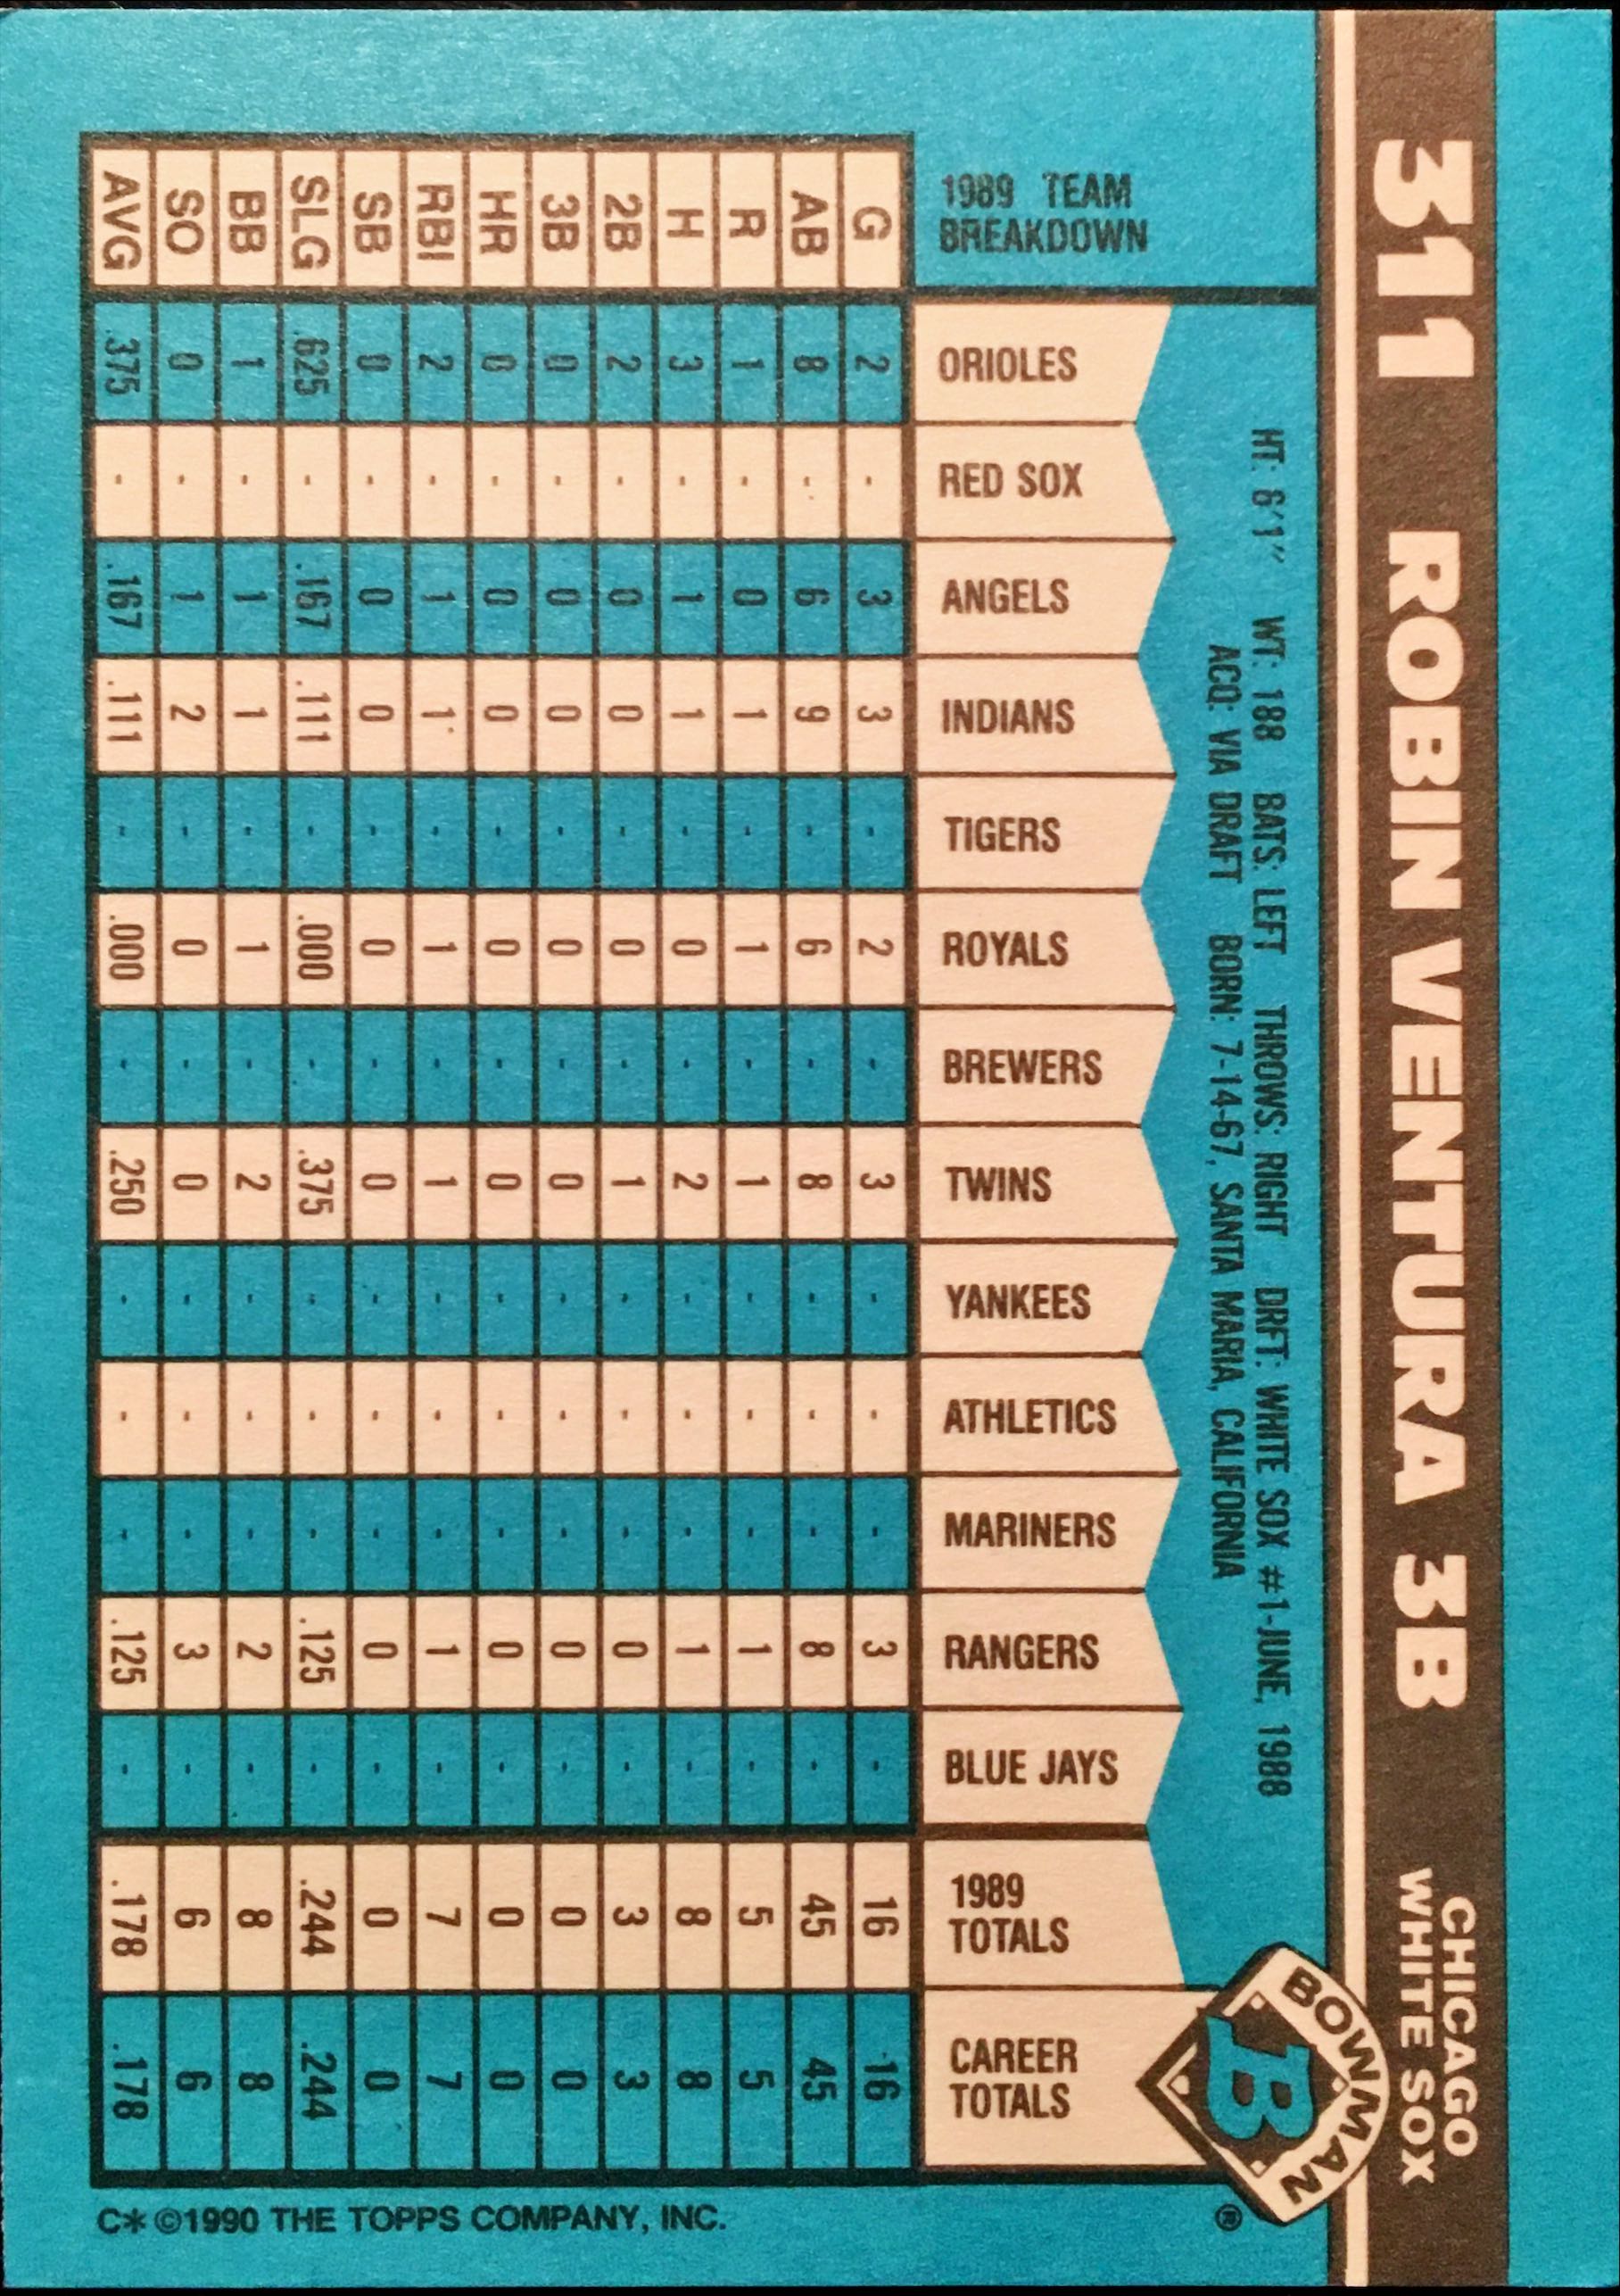 311 ROBIN VENTURA 3B
CHICAGO
WHITE SOX
BOWMAN
B
®
HT: 6'1" WT: 188 BATS: LEFT THROWS: RIGHT DRFT: WHITE SOX #1-JUNE, 1988
ACQ: VIA DRAFT BORN: 7-14-67, SANTA MARIA, CALIFORNIA
1989 TEAM
BREAKDOWN
G AB R H 2B 3B HR RBI SB SLG BB SO AVG
ORIOLES 2 8 1 3 2 0 0 2 0 .625 1 0 .375
RED SOX - - - - - - - - - - - - -
ANGELS 3 6 0 1 0 0 0 1 0 .167 1 1 .167
INDIANS 3 9 1 1 0 0 0 1 0 .111 1 2 .111
TIGERS - - - - - - - - - - - - -
ROYALS 2 6 1 0 0 0 0 1 0 .000 1 0 .000
BREWERS - - - - - - - - - - - - -
TWINS 3 8 1 2 1 0 0 1 0 .375 2 0 .250
YANKEES - - - - - - - - - - - - -
ATHLETICS - - - - - - - - - - - - -
MARINERS - - - - - - - - - - - - -
RANGERS 3 8 1 1 0 0 0 1 0 .125 2 3 .125
BLUE JAYS - - - - - - - - - - - - -
1989
TOTALS 16 45 5 8 3 0 0 7 0 .244 8 6 .178
CAREER
TOTALS 16 45 5 8 3 0 0 7 0 .244 8 6 .178
C* ©1990 THE TOPPS COMPANY, INC.